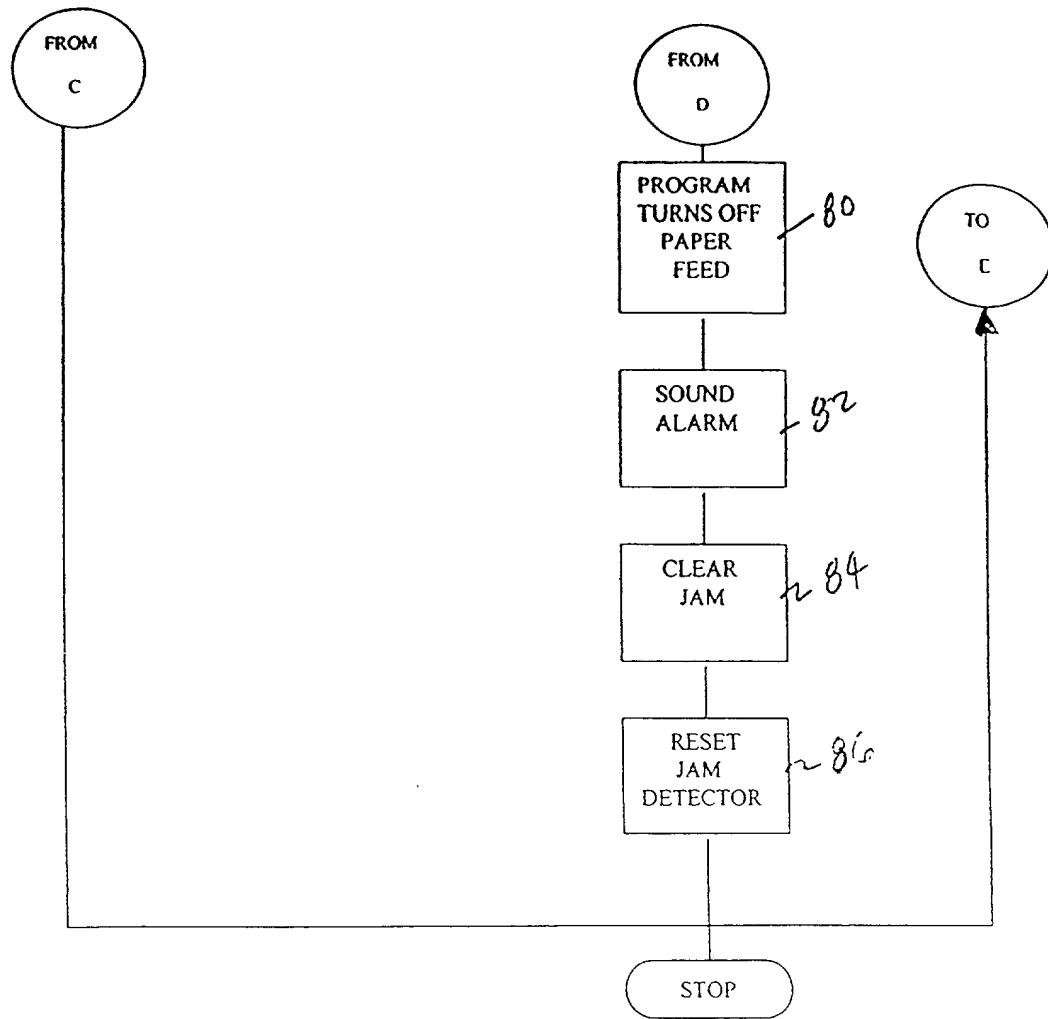 FROM
C
FROM
D
PROGRAM
TURNS OFF
PAPER
FEED
80
TO
E
SOUND
ALARM
82
CLEAR
JAM
84
RESET
JAM
DETECTOR
86
STOP